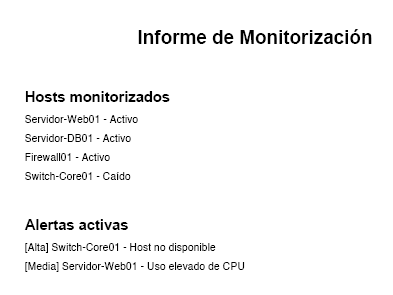 Informe de Monitorización
Hosts monitorizados
Servidor-Web01 - Activo
Servidor-DB01 - Activo
Firewall01 - Activo
Switch-Core01 - Caído
Alertas activas
[Alta] Switch-Core01 - Host no disponible
[Media] Servidor-Web01 - Uso elevado de CPU